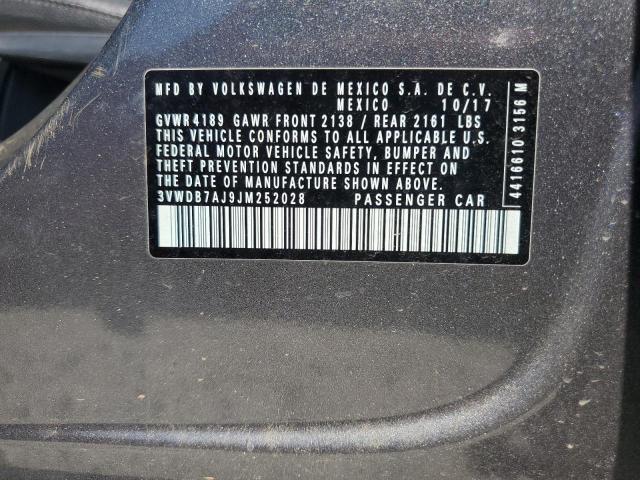 MFD BY VOLKSWAGEN DE MEXICO S.A. DE C.V.
MEXICO 10/17
GVWR 4189 GAWR FRONT 2138 / REAR 2161 LBS
THIS VEHICLE CONFORMS TO ALL APPLICABLE U.S.
FEDERAL MOTOR VEHICLE SAFETY, BUMPER AND
THEFT PREVENTION STANDARDS IN EFFECT ON
THE DATE OF MANUFACTURE SHOWN ABOVE.
3VWDB7AJ9JM252028 PASSENGER CAR
4416610 3156 M